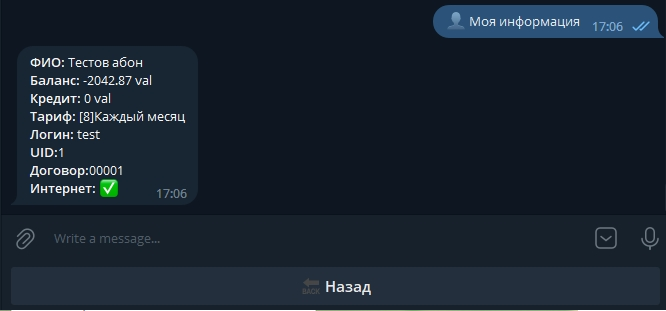 Моя информация
17:06
ФИО: Тестов абон
Баланс: -2042.87 val
Кредит: 0 val
Тариф: [8]Каждый месяц
Логин: test
UID:1
Договор:00001
Интернет: ✅
17:06
Write a message...
BACK Назад